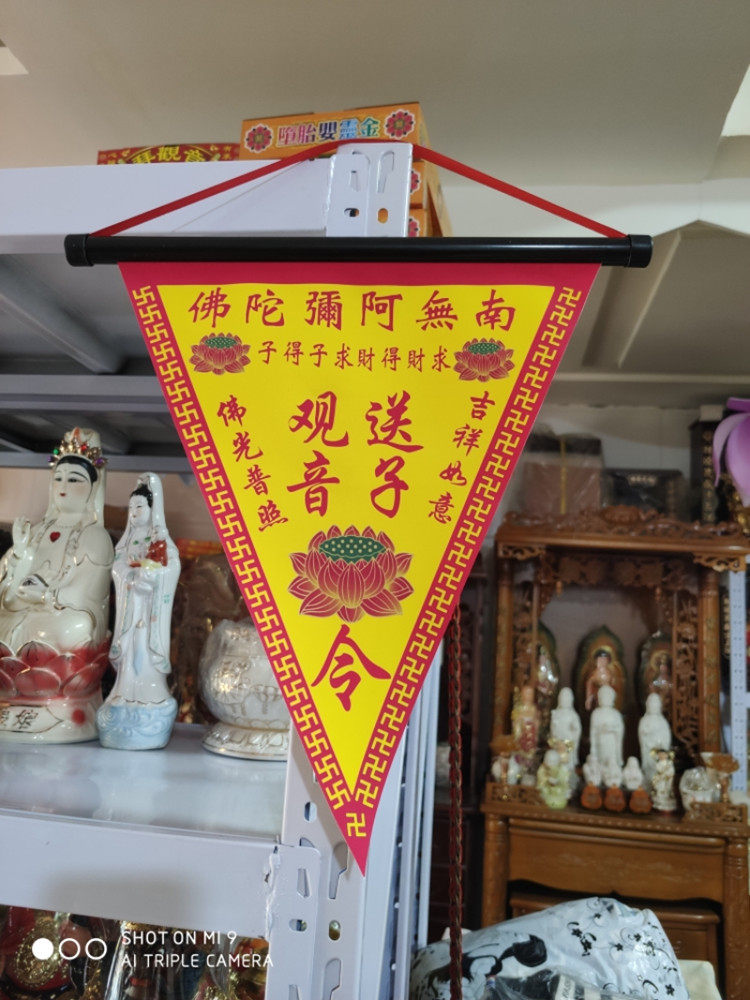 堕胎嬰靈金
南無阿彌陀佛
求財得財求子得子
吉祥如意
送子
观音
佛光普照
令
SHOT ON MI 9
AI TRIPLE CAMERA